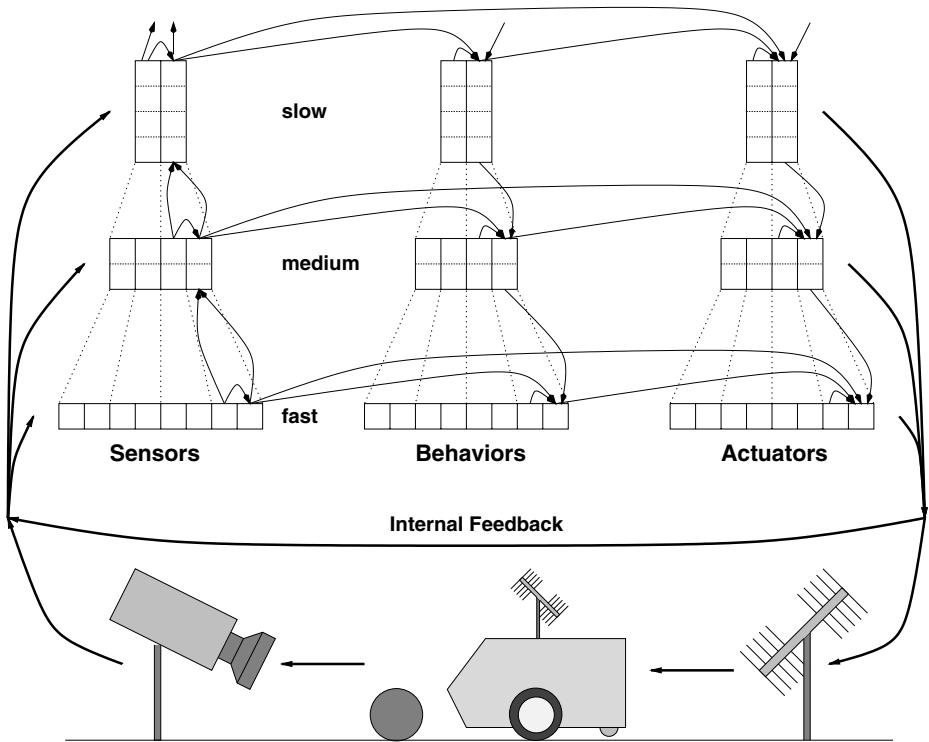 slow
medium
fast
Sensors
Behaviors
Actuators
Internal Feedback